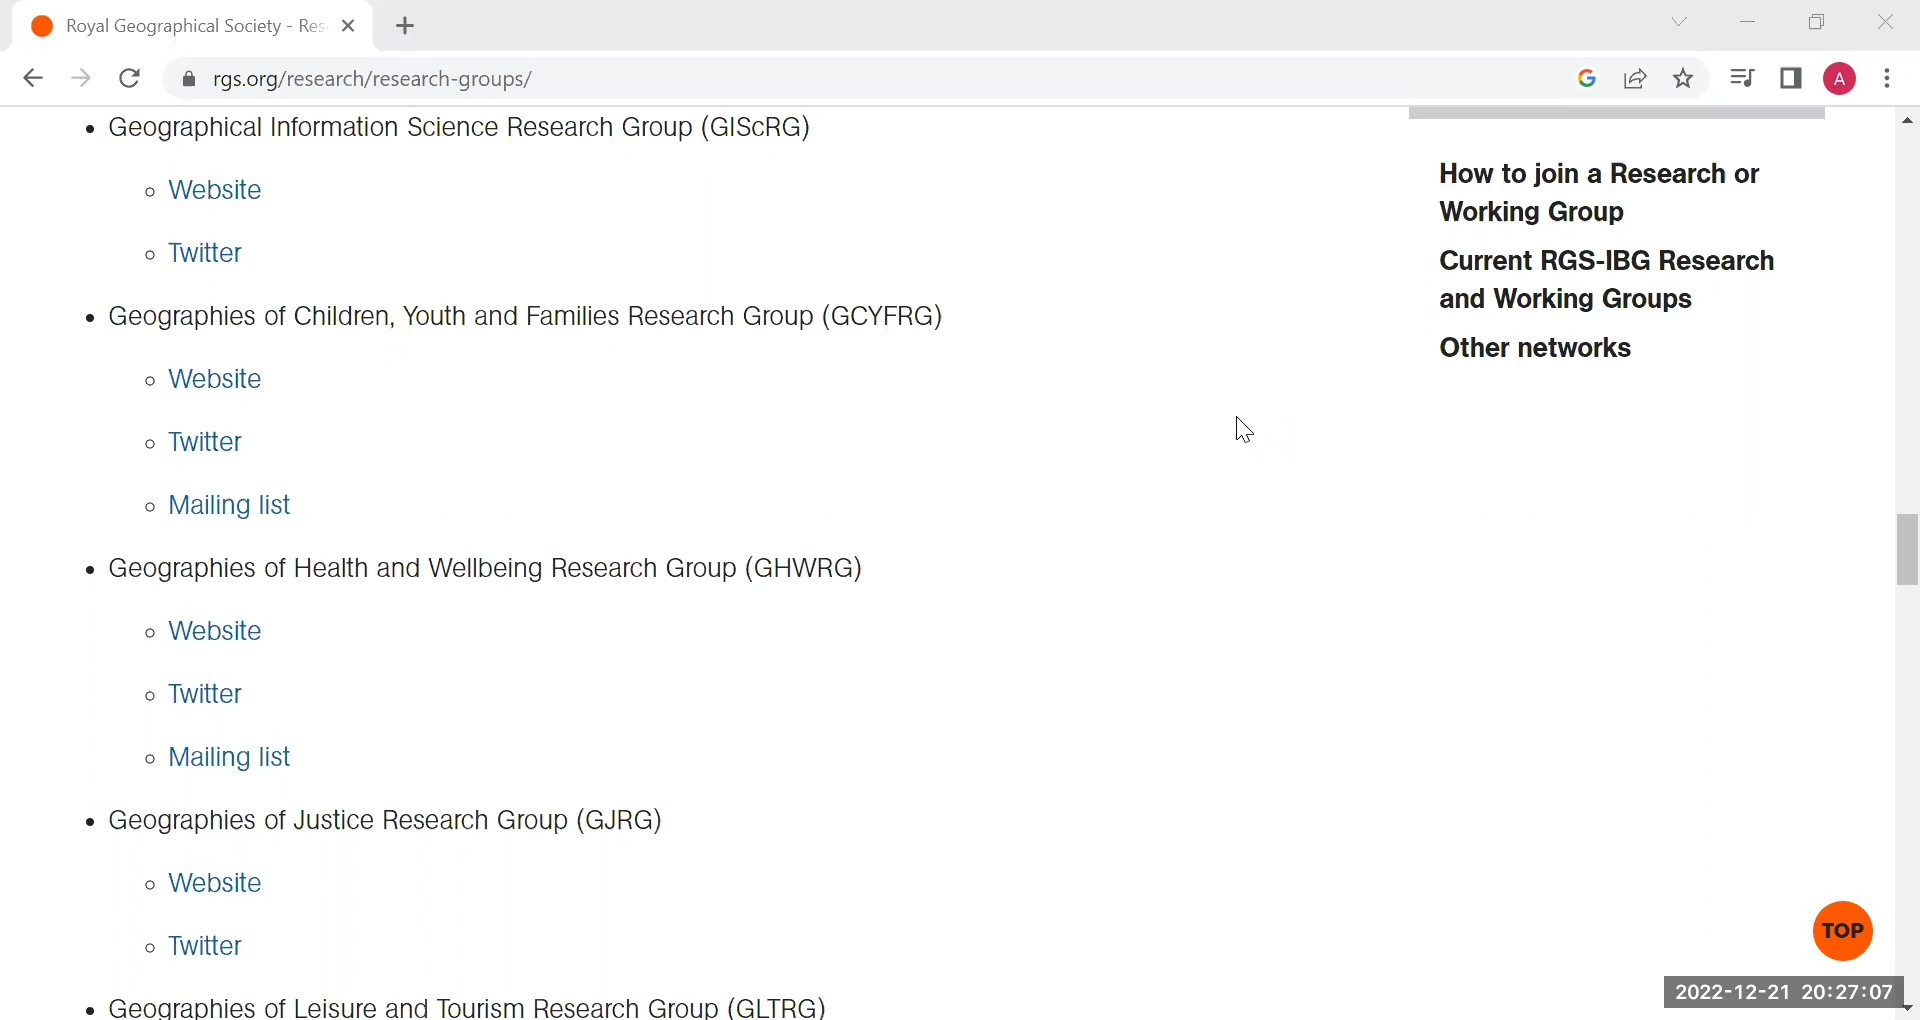 Royal Geographical Society - Res
rgs.org/research/research-groups/
A
Geographical Information Science Research Group (GIScRG)
Website
Twitter
Geographies of Children, Youth and Families Research Group (GCYFRG)
Website
Twitter
Mailing list
Geographies of Health and Wellbeing Research Group (GHWRG)
Website
Twitter
Mailing list
Geographies of Justice Research Group (GJRG)
Website
Twitter
Geographies of Leisure and Tourism Research Group (GLTRG)
How to join a Research or
Working Group
Current RGS-IBG Research
and Working Groups
Other networks
TOP
2022-12-21 20:27:07